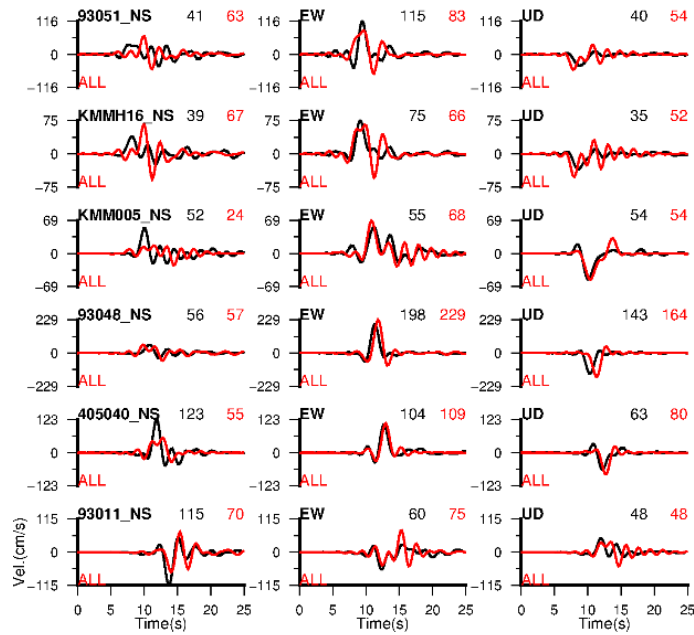 93051_NS 41 63 EW 115 83 UD 40 54
116 116 116
0 0 0
-116 ALL -116 ALL -116 ALL
KMMH16_NS 39 67 EW 75 66 UD 35 52
75 75 75
0 0 0
-75 ALL -75 ALL -75 ALL
KMM005_NS 52 24 EW 55 68 UD 54 54
69 69 69
0 0 0
-69 ALL -69 ALL -69 ALL
93048_NS 56 57 EW 198 229 UD 143 164
229 229 229
0 0 0
-229 ALL -229 ALL -229 ALL
405040_NS 123 55 EW 104 109 UD 63 80
123 123 123
0 0 0
-123 ALL -123 ALL -123 ALL
93011_NS 115 70 EW 60 75 UD 48 48
115 115 115
0 0 0
-115 ALL -115 ALL -115 ALL
Vel.(cm/s)
0 5 10 15 20 25 0 5 10 15 20 25 0 5 10 15 20 25
Time(s) Time(s) Time(s)